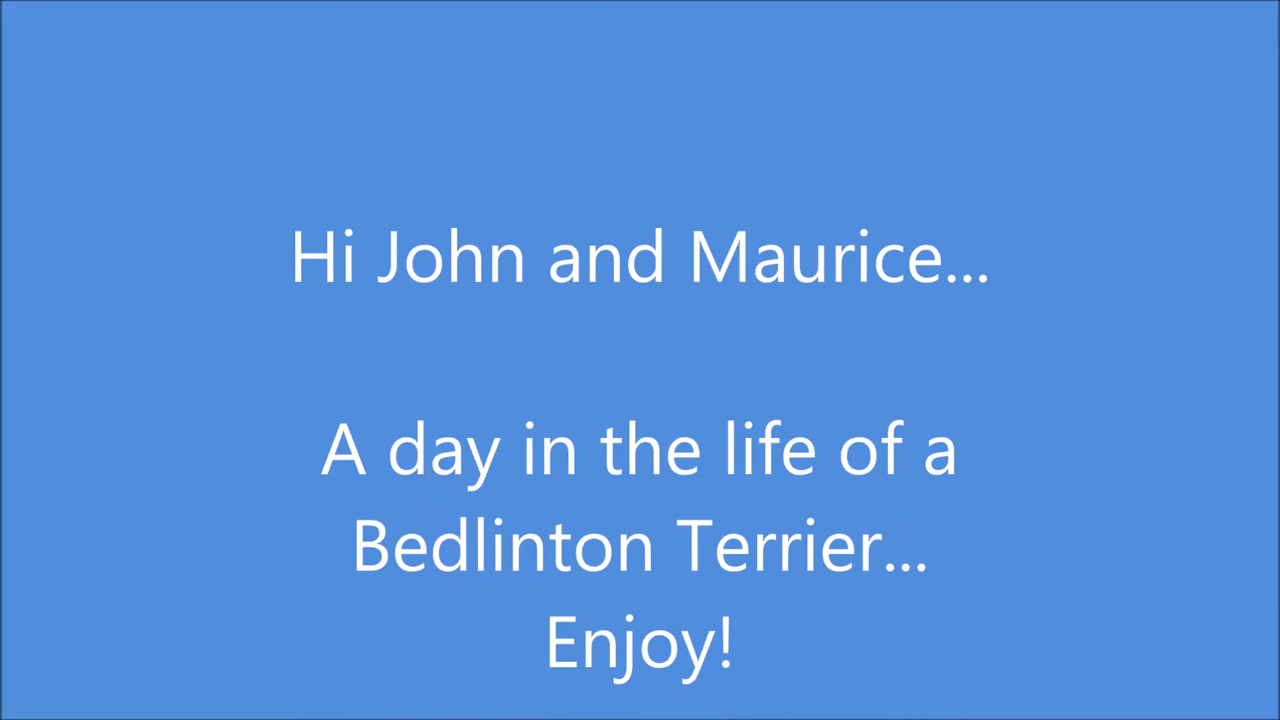 Hi John and Maurice...
A day in the life of a
Bedlinton Terrier...
Enjoy!